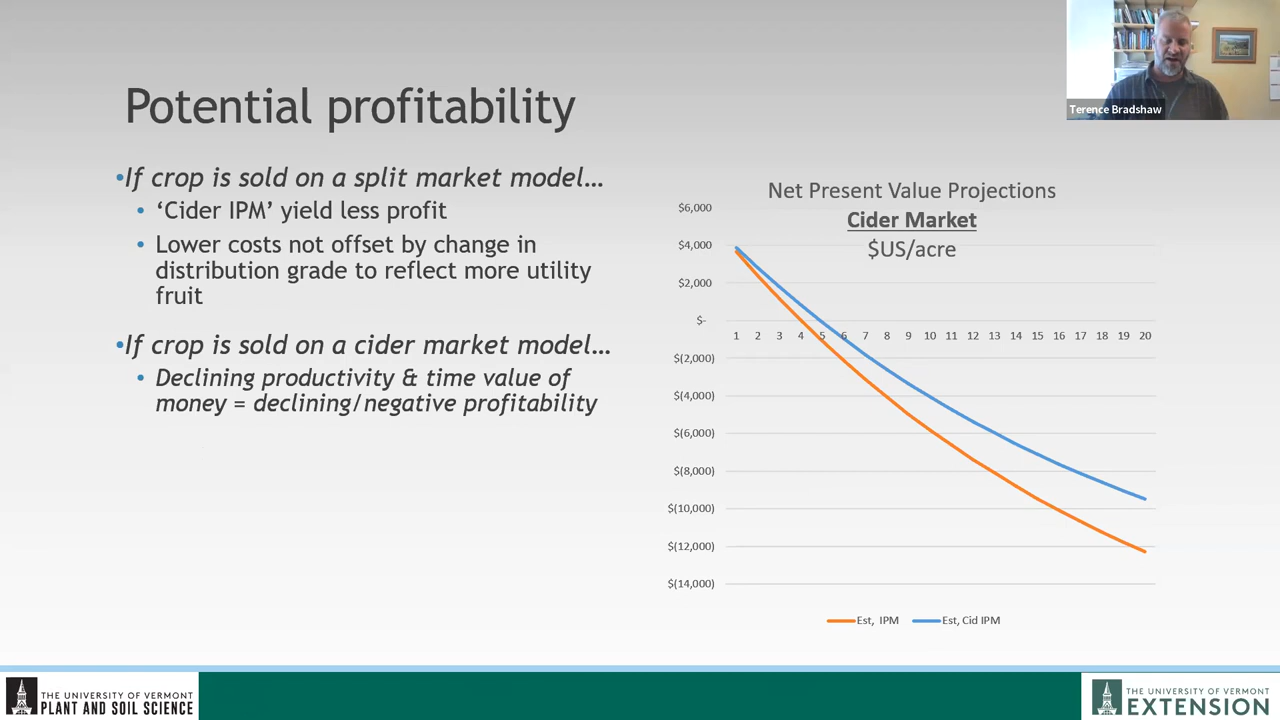 Terence Bradshaw
Potential profitability
•If crop is sold on a split market model…
• ‘Cider IPM’ yield less profit
• Lower costs not offset by change in
distribution grade to reflect more utility
fruit
•If crop is sold on a cider market model…
• Declining productivity & time value of
money = declining/negative profitability
Net Present Value Projections
Cider Market
$US/acre
$6,000
$4,000
$2,000
$-
$(2,000)
$(4,000)
$(6,000)
$(8,000)
$(10,000)
$(12,000)
$(14,000)
1 2 3 4 5 6 7 8 9 10 11 12 13 14 15 16 17 18 19 20
Est, IPM Est, Cid IPM
THE UNIVERSITY OF VERMONT
PLANT AND SOIL SCIENCE
THE UNIVERSITY OF VERMONT
EXTENSION